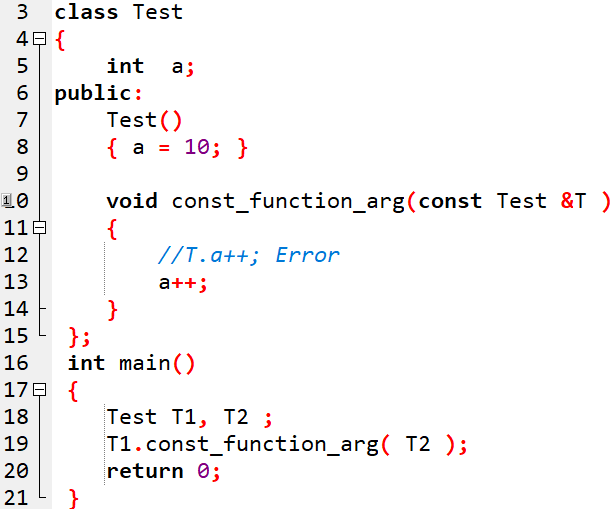 3 class Test
4 {
5 int  a;
6 public:
7 Test()
8 { a = 10; }
9
10 void const_function_arg(const Test &T )
11 {
12 //T.a++; Error
13 a++;
14 }
15 };
16 int main()
17 {
18 Test T1, T2 ;
19 T1.const_function_arg( T2 );
20 return 0;
21 }